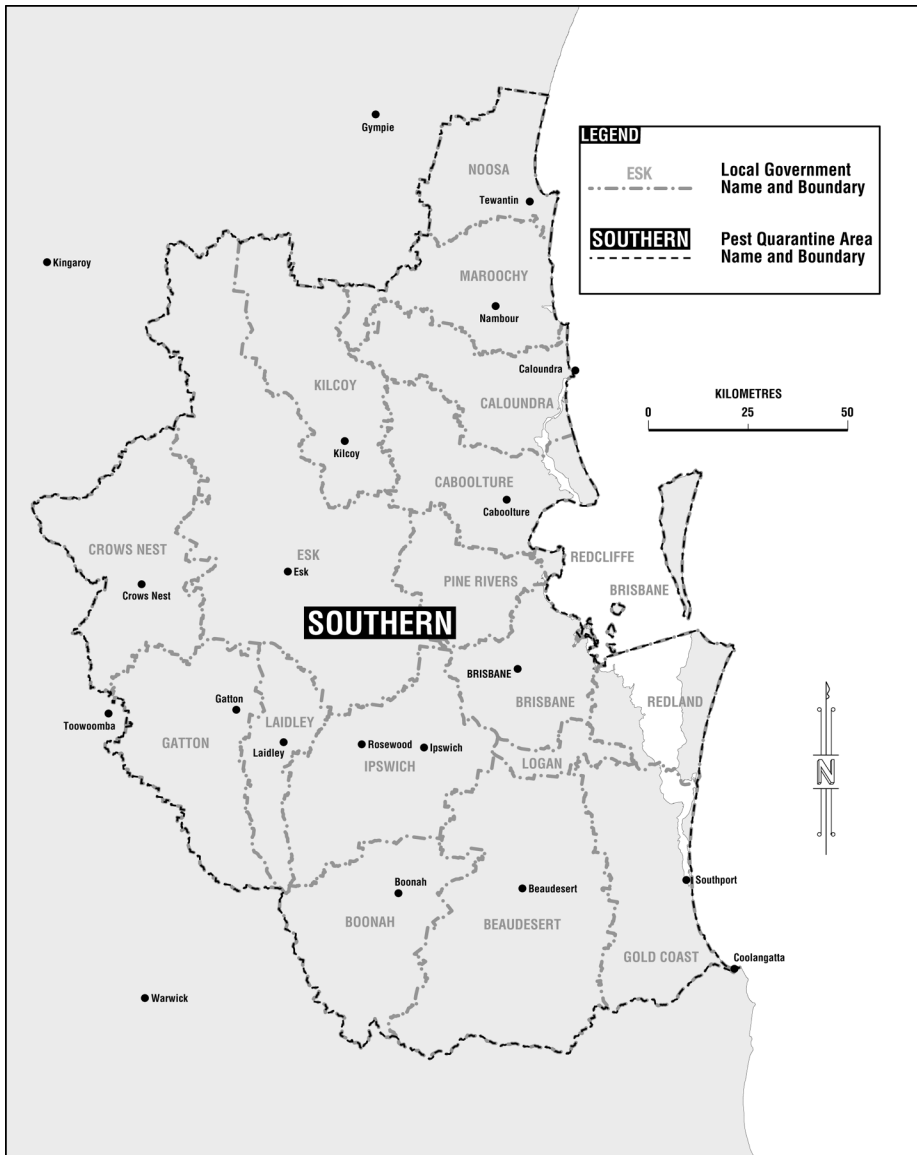 Gympie
LEGEND
NOOSA
ESK
Local Government
Name and Boundary
Tewantin
SOUTHERN
Pest Quarantine Area
Name and Boundary
Kingaroy
MAROOCHY
Nambour
Caloundra
KILCOY
CALOUNDRA
KILOMETRES
0 25 50
Kilcoy
CABOOLTURE
Caboolture
CROWS NEST
ESK
REDCLIFFE
Esk
PINE RIVERS
BRISBANE
Crows Nest
SOUTHERN
BRISBANE
Gatton
BRISBANE
REDLAND
Toowoomba
LAIDLEY
GATTON
Laidley
Rosewood
Ipswich
IPSWICH
LOGAN
N
Southport
Boonah
Beaudesert
BOONAH
BEAUDESERT
GOLD COAST
Coolangatta
Warwick